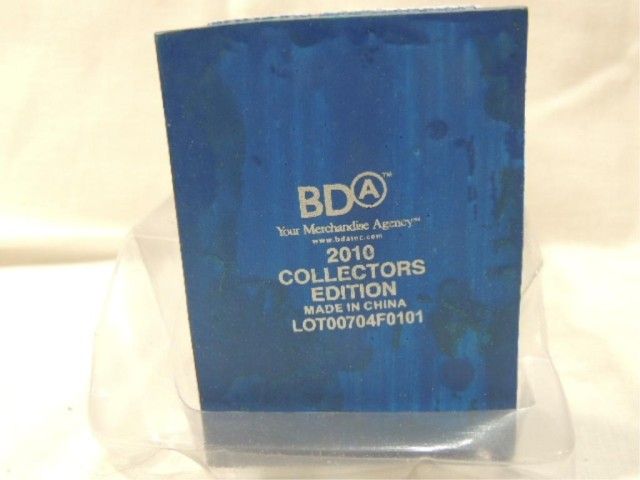 BDA™
Your Merchandise Agency™
www.bdainc.com
2010
COLLECTORS
EDITION
MADE IN CHINA
LOT00704F0101